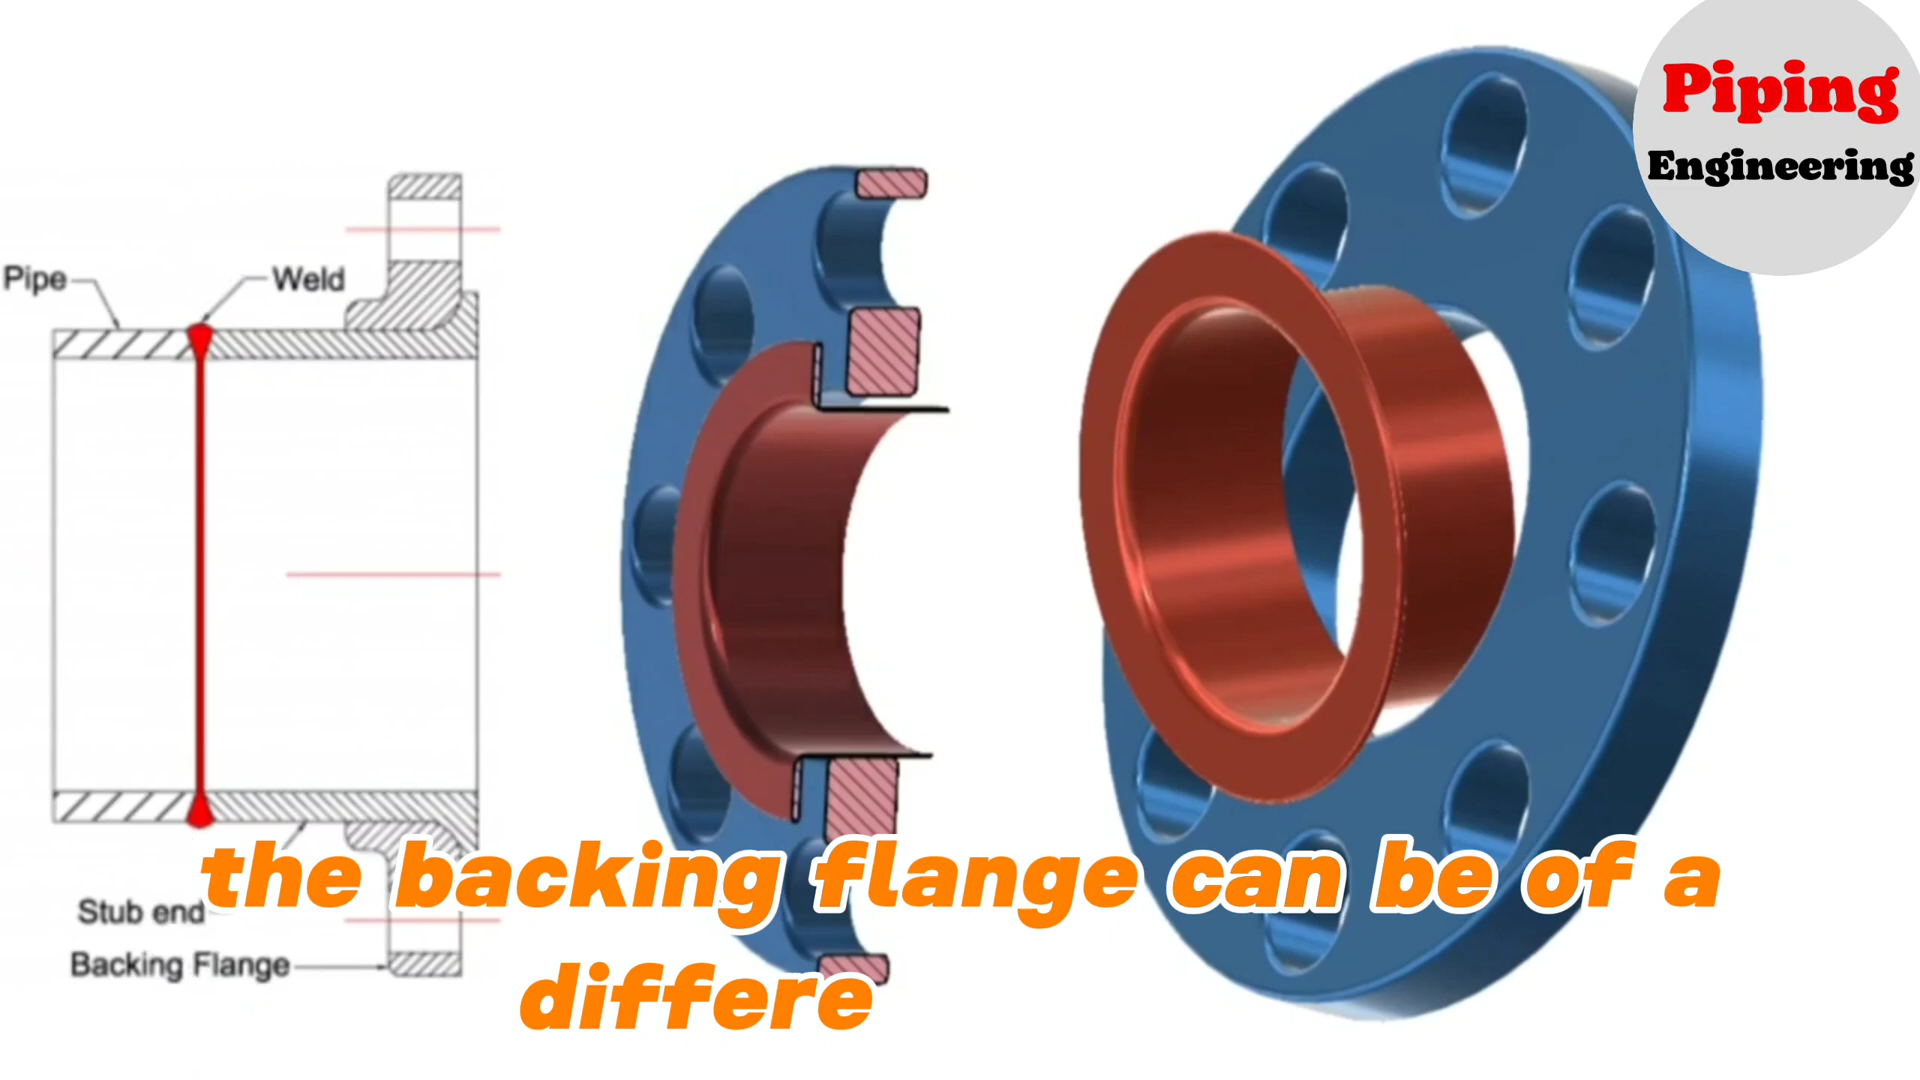 Piping
Engineering
Pipe
Weld
Stub end
Backing Flange
the backing flange can be of a
differe